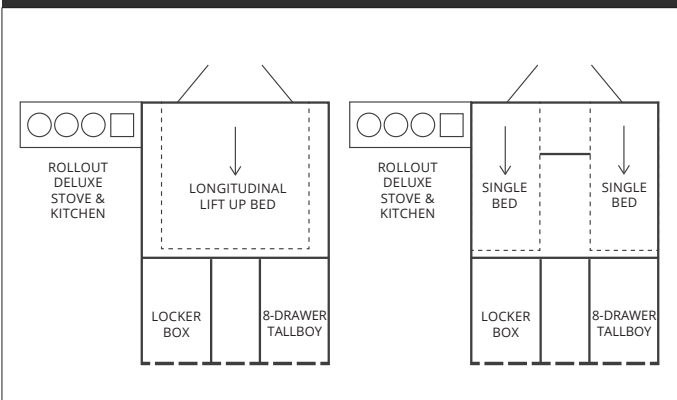 ROLLOUT
DELUXE
STOVE &
KITCHEN
LONGITUDINAL
LIFT UP BED
LOCKER
BOX
8-DRAWER
TALLBOY
ROLLOUT
DELUXE
STOVE &
KITCHEN
SINGLE
BED
SINGLE
BED
LOCKER
BOX
8-DRAWER
TALLBOY